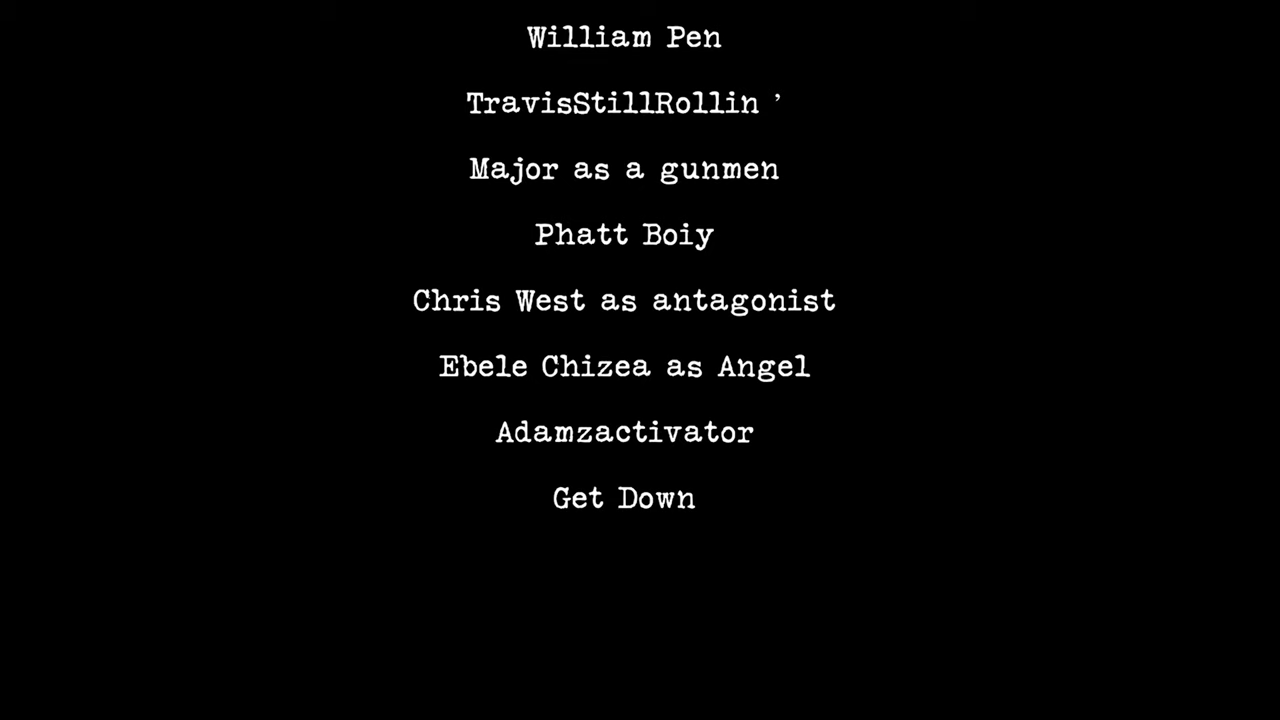 William Pen
TravisStillRollin ’
Major as a gunmen
Phatt Boiy
Chris West as antagonist
Ebele Chizea as Angel
Adamzactivator
Get Down